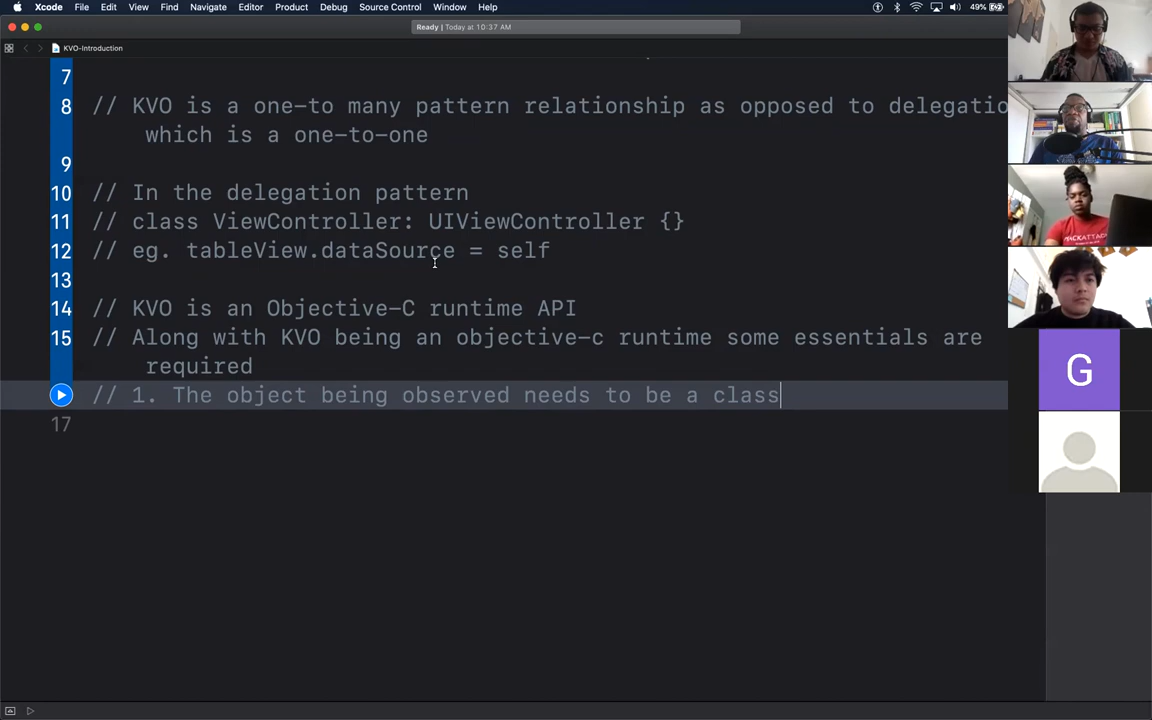 Xcode File Edit View Find Navigate Editor Product Debug Source Control Window Help 49%
Ready | Today at 10:37 AM
KVO-Introduction
7
8 // KVO is a one-to many pattern relationship as opposed to delegatio
which is a one-to-one
9
10 // In the delegation pattern
11 // class ViewController: UIViewController {}
12 // eg. tableView.dataSource = self
13
14 // KVO is an Objective-C runtime API
15 // Along with KVO being an objective-c runtime some essentials are
required
// 1. The object being observed needs to be a class
17
G